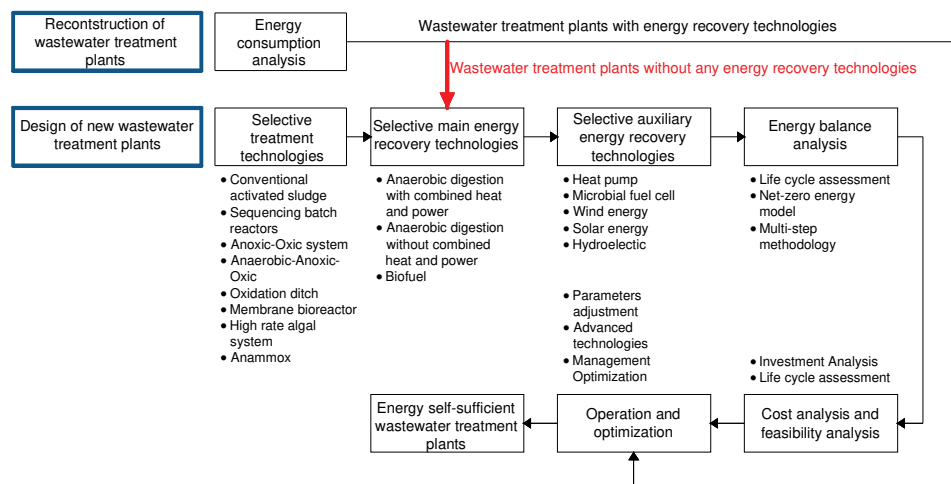 Reconstruction of
wastewater treatment
plants
Energy
consumption
analysis
Wastewater treatment plants with energy recovery technologies
Wastewater treatment plants without any energy recovery technologies
Design of new wastewater
treatment plants
Selective
treatment
technologies
Selective main energy
recovery technologies
Selective auxiliary
energy recovery
technologies
Energy balance
analysis
• Conventional
activated sludge
• Sequencing batch
reactors
• Anoxic-Oxic system
• Anaerobic-Anoxic-
Oxic
• Oxidation ditch
• Membrane bioreactor
• High rate algal
system
• Anammox
• Anaerobic digestion
with combined heat
and power
• Anaerobic digestion
without combined
heat and power
• Biofuel
• Heat pump
• Microbial fuel cell
• Wind energy
• Solar energy
• Hydroelectic
• Life cycle assessment
• Net-zero energy
model
• Multi-step
methodology
• Parameters
adjustment
• Advanced
technologies
• Management
Optimization
• Investment Analysis
• Life cycle assessment
Energy self-sufficient
wastewater treatment
plants
Operation and
optimization
Cost analysis and
feasibility analysis